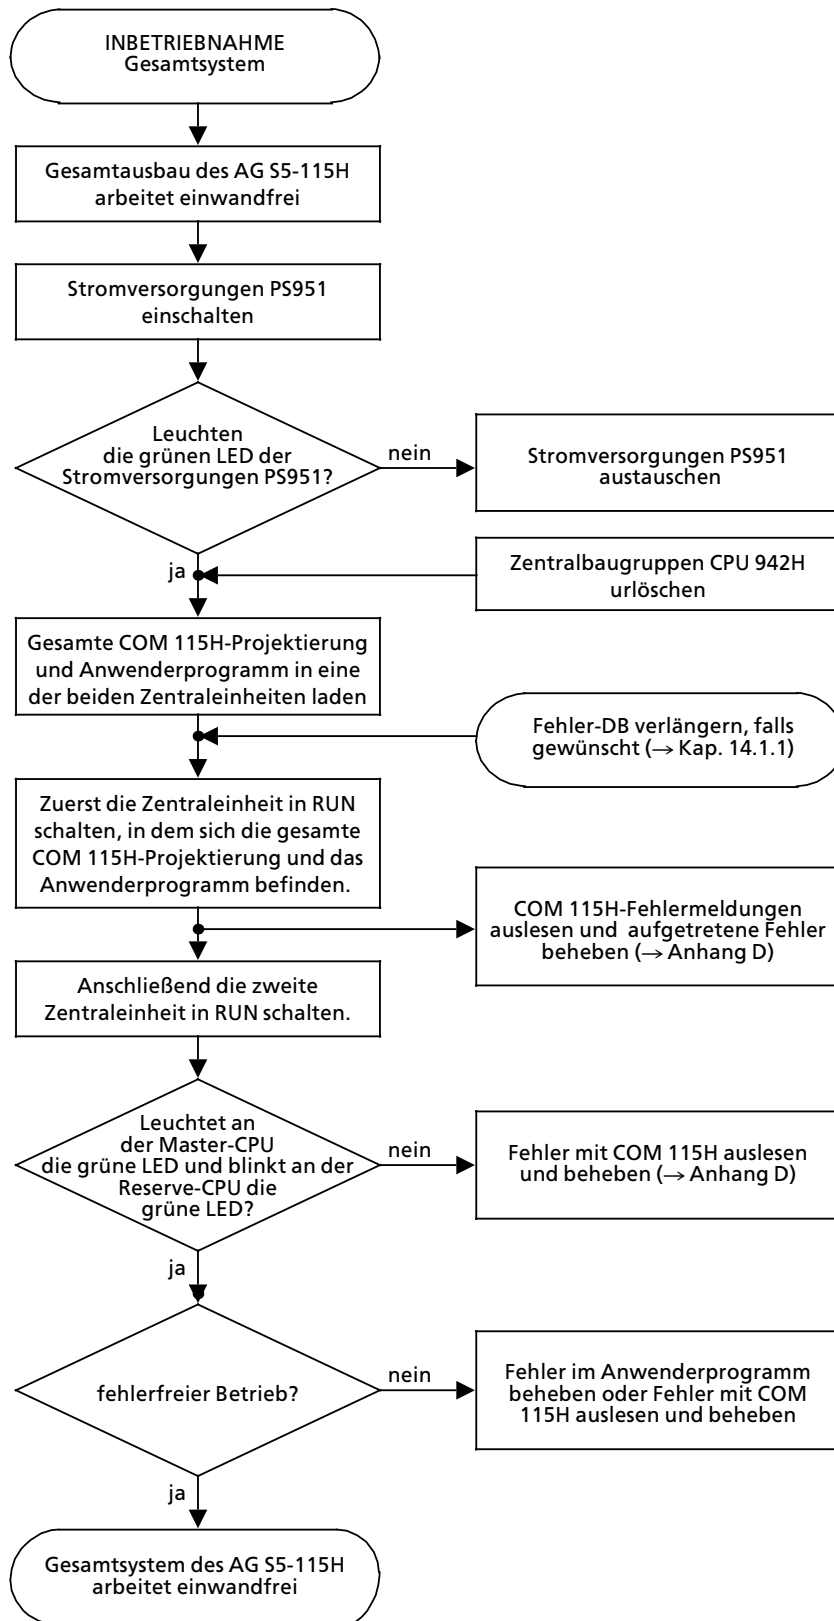 INBETRIEBNAHME
Gesamtsystem
Gesamtausbau des AG S5-115H
arbeitet einwandfrei
Stromversorgungen PS951
einschalten
Leuchten
die grünen LED der
Stromversorgungen PS951?
nein
Stromversorgungen PS951
austauschen
ja
Zentralbaugruppen CPU 942H
urlöschen
Gesamte COM 115H-Projektierung
und Anwenderprogramm in eine
der beiden Zentraleinheiten laden
Fehler-DB verlängern, falls
gewünscht (→ Kap. 14.1.1)
Zuerst die Zentraleinheit in RUN
schalten, in dem sich die gesamte
COM 115H-Projektierung und das
Anwenderprogramm befinden.
COM 115H-Fehlermeldungen
auslesen und aufgetretene Fehler
beheben (→ Anhang D)
Anschließend die zweite
Zentraleinheit in RUN schalten.
Leuchtet an
der Master-CPU
die grüne LED und blinkt an der
Reserve-CPU die
grüne LED?
nein
Fehler mit COM 115H auslesen
und beheben (→ Anhang D)
ja
fehlerfreier Betrieb?
nein
Fehler im Anwenderprogramm
beheben oder Fehler mit COM
115H auslesen und beheben
ja
Gesamtsystem des AG S5-115H
arbeitet einwandfrei